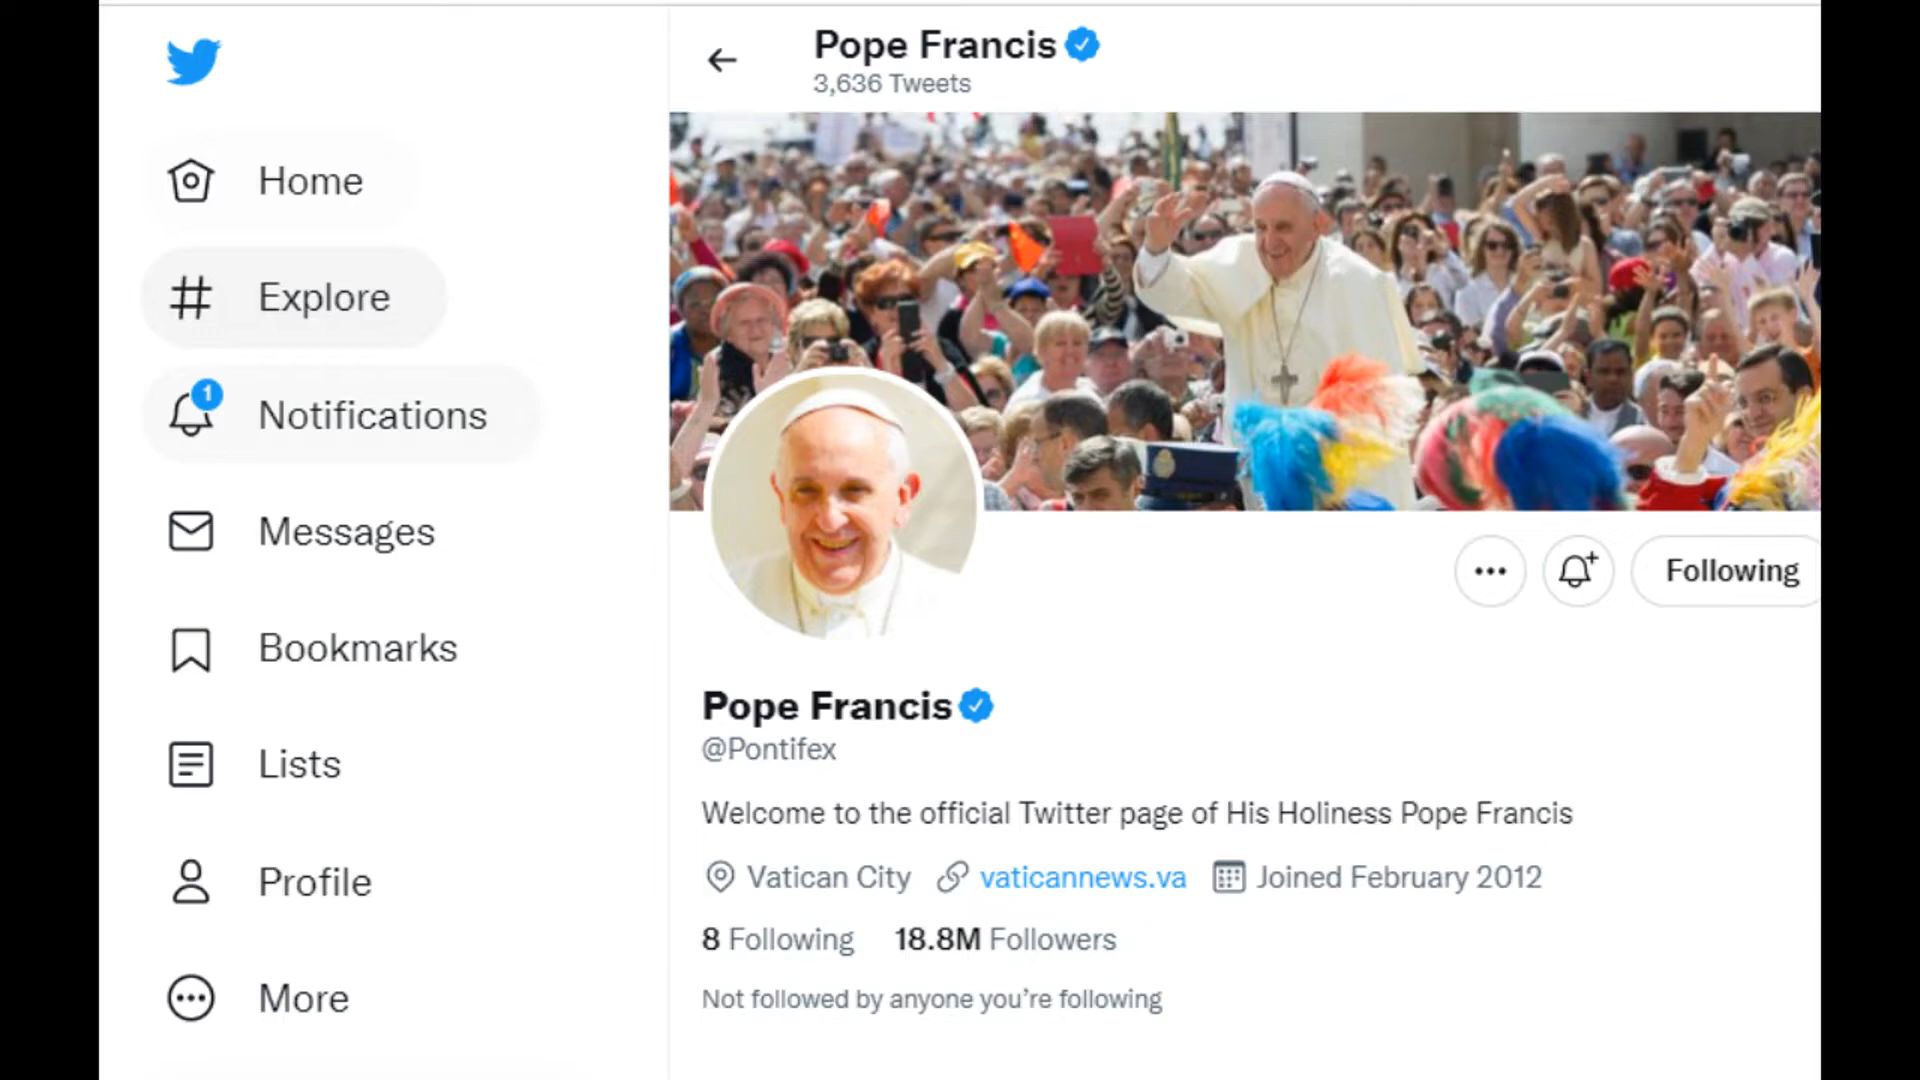 Pope Francis
3,636 Tweets
Home
Explore
1
Notifications
Messages
Bookmarks
Lists
Profile
More
Following
Pope Francis
@Pontifex
Welcome to the official Twitter page of His Holiness Pope Francis
Vatican City vaticannews.va Joined February 2012
8 Following 18.8M Followers
Not followed by anyone you’re following